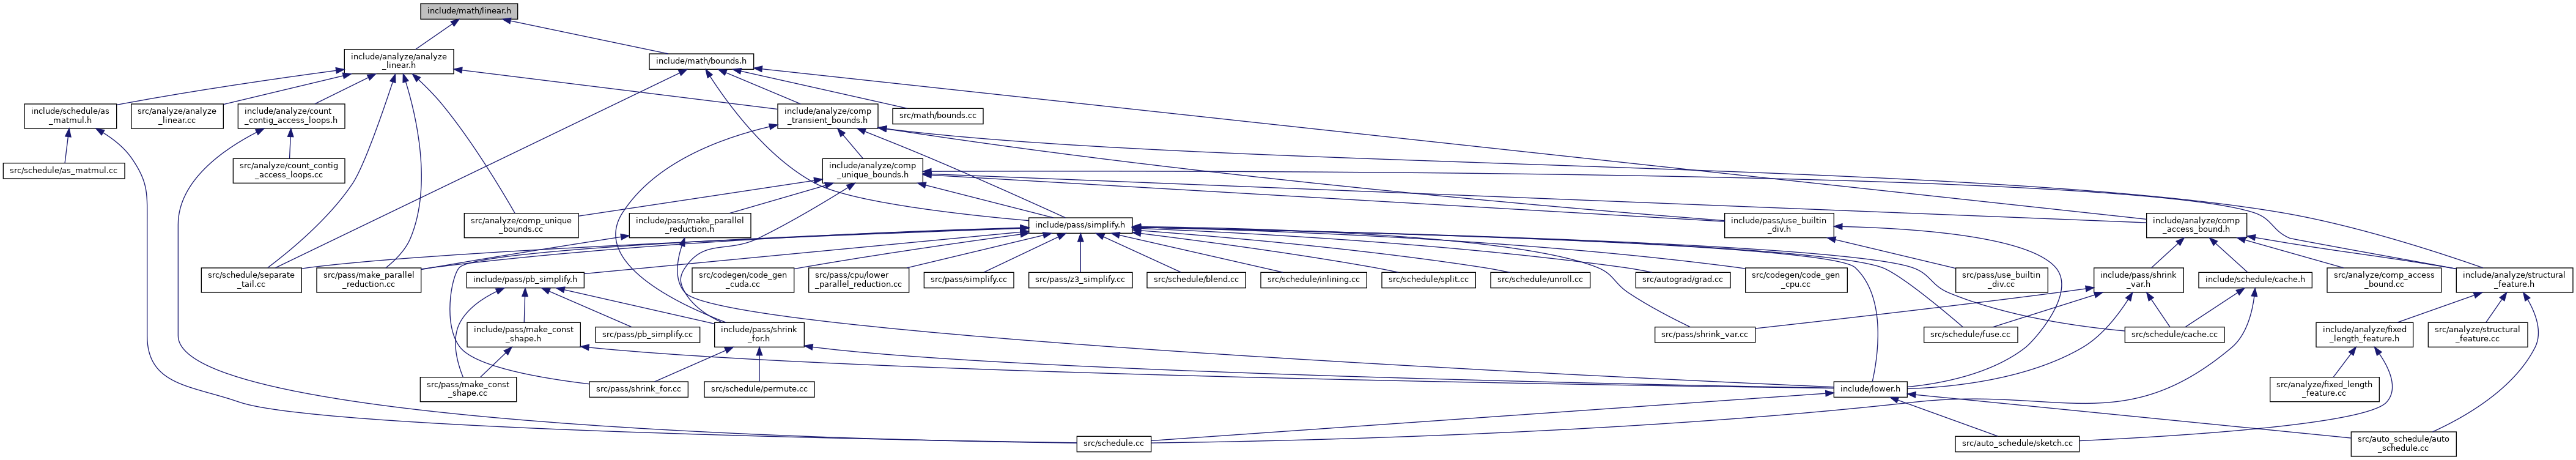 include/math/linear.h
include/analyze/analyze
_linear.h
include/math/bounds.h
include/schedule/as
_matmul.h
src/analyze/analyze
_linear.cc
include/analyze/count
_contig_access_loops.h
include/analyze/comp
_transient_bounds.h
src/math/bounds.cc
src/schedule/as_matmul.cc
src/analyze/count_contig
_access_loops.cc
include/analyze/comp
_unique_bounds.h
src/analyze/comp_unique
_bounds.cc
include/pass/make_parallel
_reduction.h
include/pass/simplify.h
include/pass/use_builtin
_div.h
include/analyze/comp
_access_bound.h
src/schedule/separate
_tail.cc
src/pass/make_parallel
_reduction.cc
include/pass/pb_simplify.h
src/codegen/code_gen
_cuda.cc
src/pass/cpu/lower
_parallel_reduction.cc
src/pass/simplify.cc
src/pass/z3_simplify.cc
src/schedule/blend.cc
src/schedule/inlining.cc
src/schedule/split.cc
src/schedule/unroll.cc
src/autograd/grad.cc
src/codegen/code_gen
_cpu.cc
src/pass/use_builtin
_div.cc
include/pass/shrink
_var.h
include/schedule/cache.h
src/analyze/comp_access
_bound.cc
include/analyze/structural
_feature.h
include/pass/make_const
_shape.h
src/pass/pb_simplify.cc
include/pass/shrink
_for.h
src/pass/shrink_var.cc
src/schedule/fuse.cc
src/schedule/cache.cc
include/analyze/fixed
_length_feature.h
src/analyze/structural
_feature.cc
src/pass/make_const
_shape.cc
src/pass/shrink_for.cc
src/schedule/permute.cc
include/lower.h
src/analyze/fixed_length
_feature.cc
src/schedule.cc
src/auto_schedule/sketch.cc
src/auto_schedule/auto
_schedule.cc